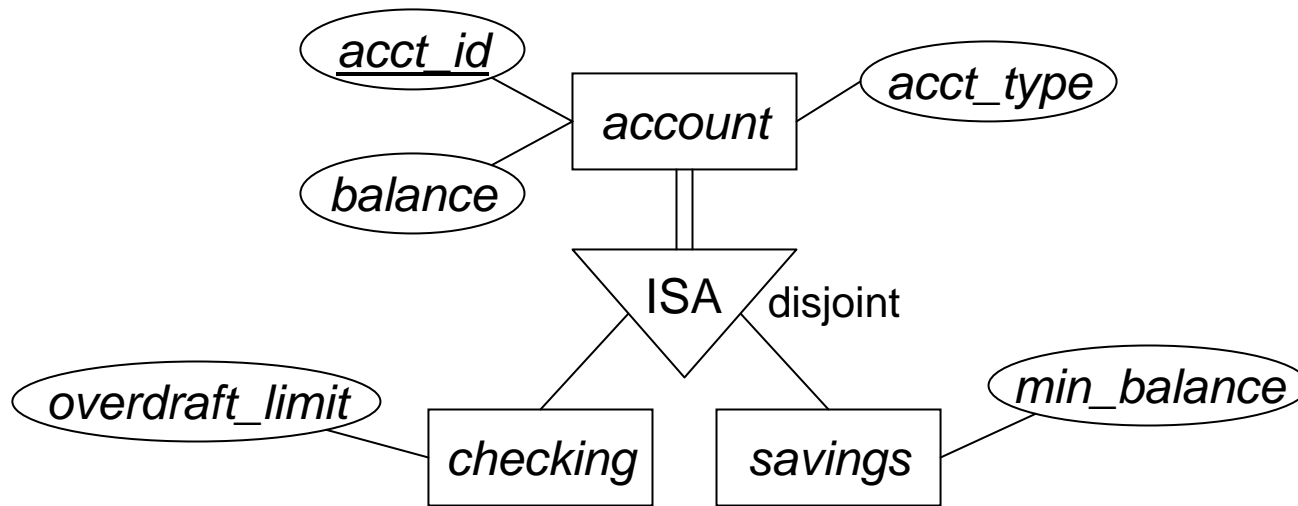 acct_id
acct_type
account
balance
ISA
disjoint
overdraft_limit
min_balance
checking
savings